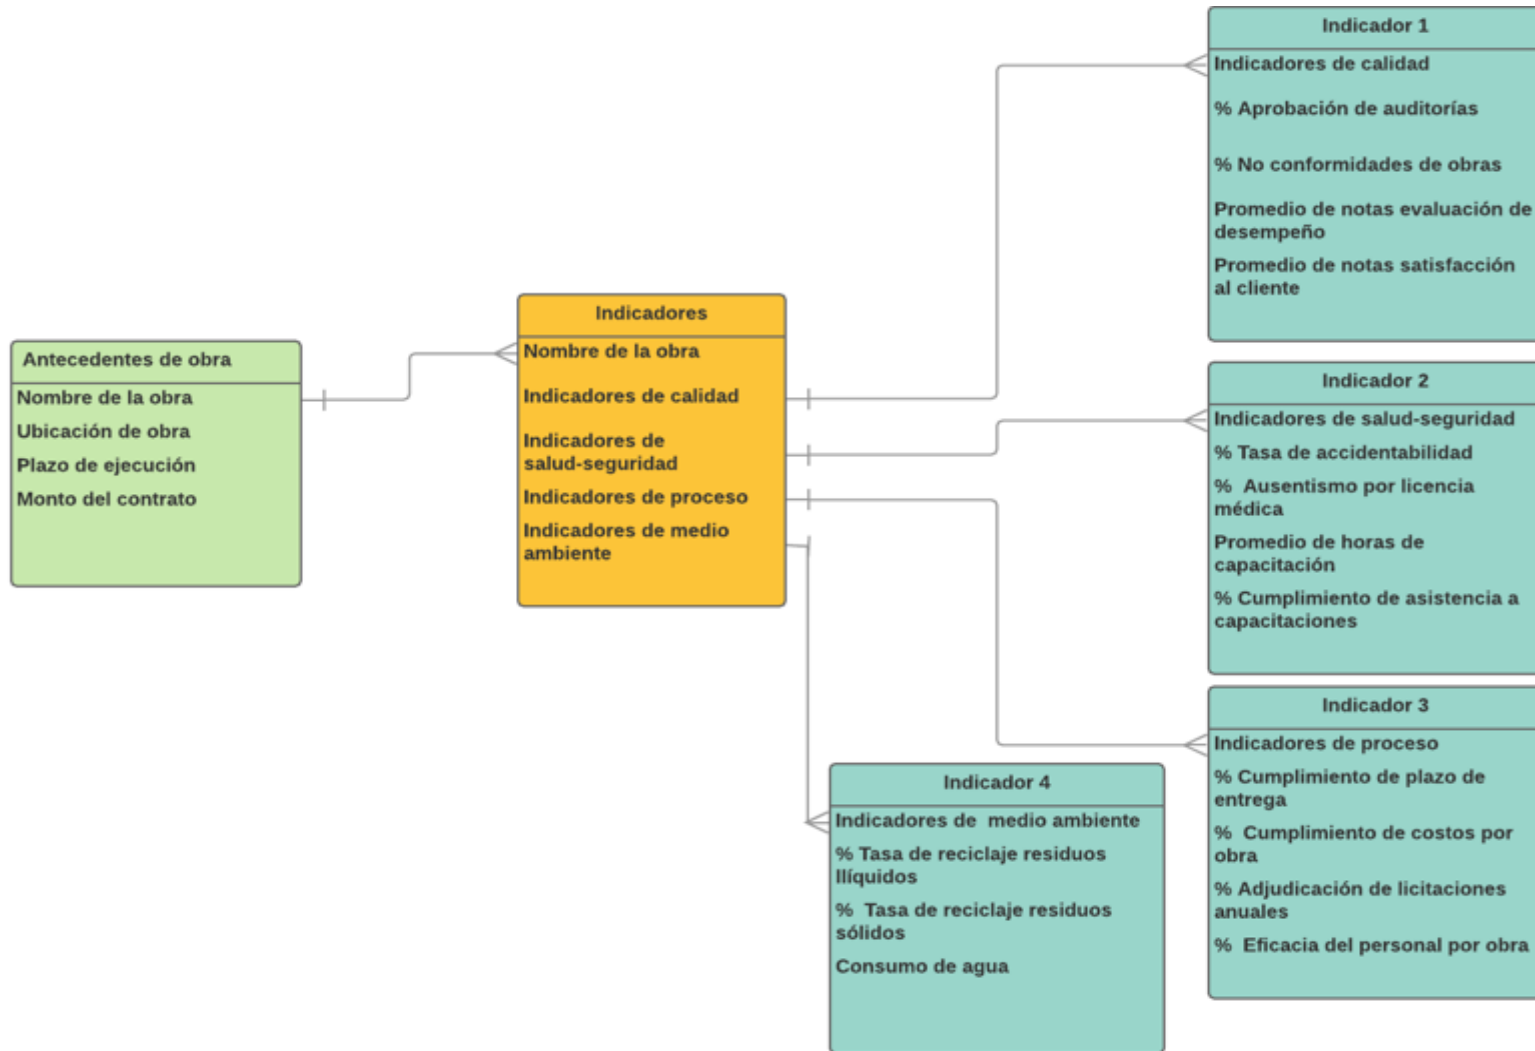 Antecedentes de obra
Nombre de la obra
Ubicación de obra
Plazo de ejecución
Monto del contrato
Indicadores
Nombre de la obra
Indicadores de calidad
Indicadores de
salud-seguridad
Indicadores de proceso
Indicadores de medio
ambiente
Indicador 1
Indicadores de calidad
% Aprobación de auditorías
% No conformidades de obras
Promedio de notas evaluación de
desempeño
Promedio de notas satisfacción
al cliente
Indicador 2
Indicadores de salud-seguridad
% Tasa de accidentabilidad
% Ausentismo por licencia
médica
Promedio de horas de
capacitación
% Cumplimiento de asistencia a
capacitaciones
Indicador 3
Indicadores de proceso
% Cumplimiento de plazo de
entrega
% Cumplimiento de costos por
obra
% Adjudicación de licitaciones
anuales
% Eficacia del personal por obra
Indicador 4
Indicadores de medio ambiente
% Tasa de reciclaje residuos
llíquidos
% Tasa de reciclaje residuos
sólidos
Consumo de agua